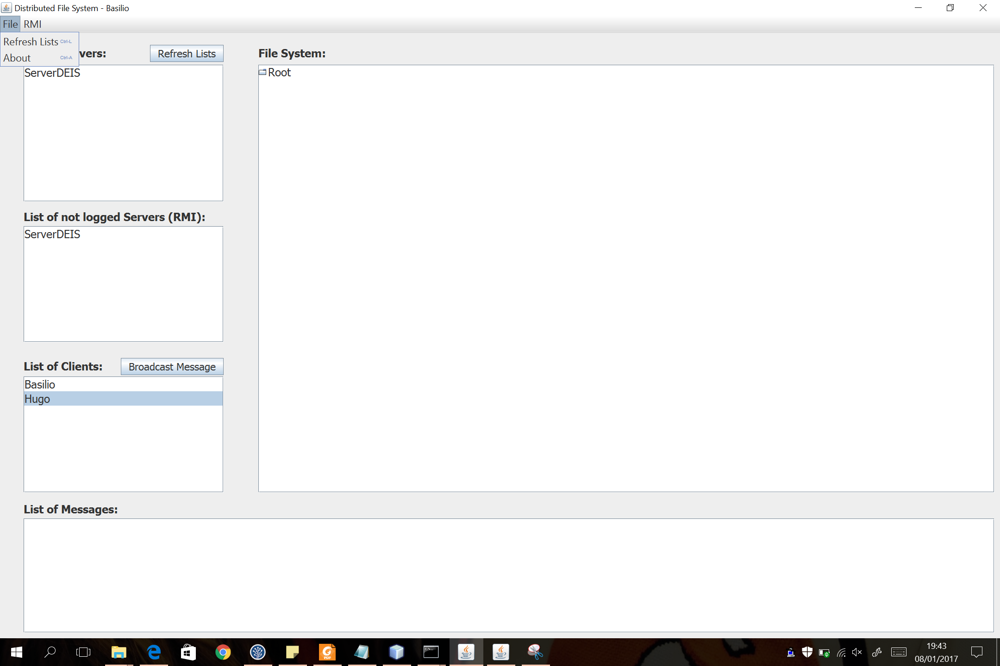 Distributed File System - Basilio
File RMI
Refresh Lists Ctrl-L
About Ctrl-A
vers:
Refresh Lists
ServerDEIS
List of not logged Servers (RMI):
ServerDEIS
List of Clients:
Broadcast Message
Basilio
Hugo
File System:
Root
List of Messages:
PDF
19:43
08/01/2017